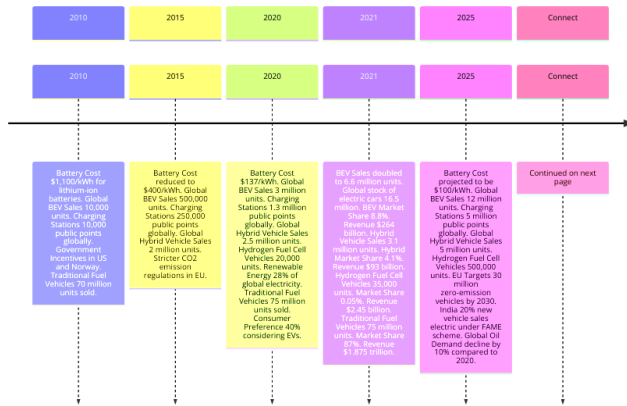 2010
2015
2020
2021
2025
Connect
2010
2015
2020
2021
2025
Connect
Battery Cost
$1,100/kWh for
lithium-ion
batteries. Global
BEV Sales 10,000
units. Charging
Stations 10,000
public points
globally.
Government
Incentives in US
and Norway.
Traditional Fuel
Vehicles 70 million
units sold.
Battery Cost
reduced to
$400/kWh. Global
BEV Sales 500,000
units. Charging
Stations 250,000
public points
globally. Global
Hybrid Vehicle Sales
2 million units.
Stricter CO2
emission
regulations in EU.
Battery Cost
$137/kWh. Global
BEV Sales 3 million
units. Charging
Stations 1.3 million
public points
globally. Global
Hybrid Vehicle Sales
2.5 million units.
Hydrogen Fuel Cell
Vehicles 20,000
units. Renewable
Energy 28% of
global electricity.
Traditional Fuel
Vehicles 75 million
units sold.
Consumer
Preference 40%
considering EVs.
BEV Sales doubled
to 6.6 million units.
Global stock of
electric cars 16.5
million. BEV Market
Share 8.8%.
Revenue $264
billion. Hybrid
Vehicle Sales 3.1
million units. Hybrid
Market Share 4.1%.
Revenue $93 billion.
Hydrogen Fuel Cell
Vehicles 35,000
units. Market Share
0.05%. Revenue
$2.45 billion.
Traditional Fuel
Vehicles 75 million
units. Market Share
87%. Revenue
$1.875 trillion.
Battery Cost
projected to be
$100/kWh. Global
BEV Sales 12 million
units. Charging
Stations 5 million
public points
globally. Global
Hybrid Vehicle Sales
5 million units.
Hydrogen Fuel Cell
Vehicles 500,000
units. EU Targets 30
million
zero-emission
vehicles by 2030.
India 20% new
vehicle sales
electric under FAME
scheme. Global Oil
Demand decline by
10% compared to
2020.
Continued on next
page